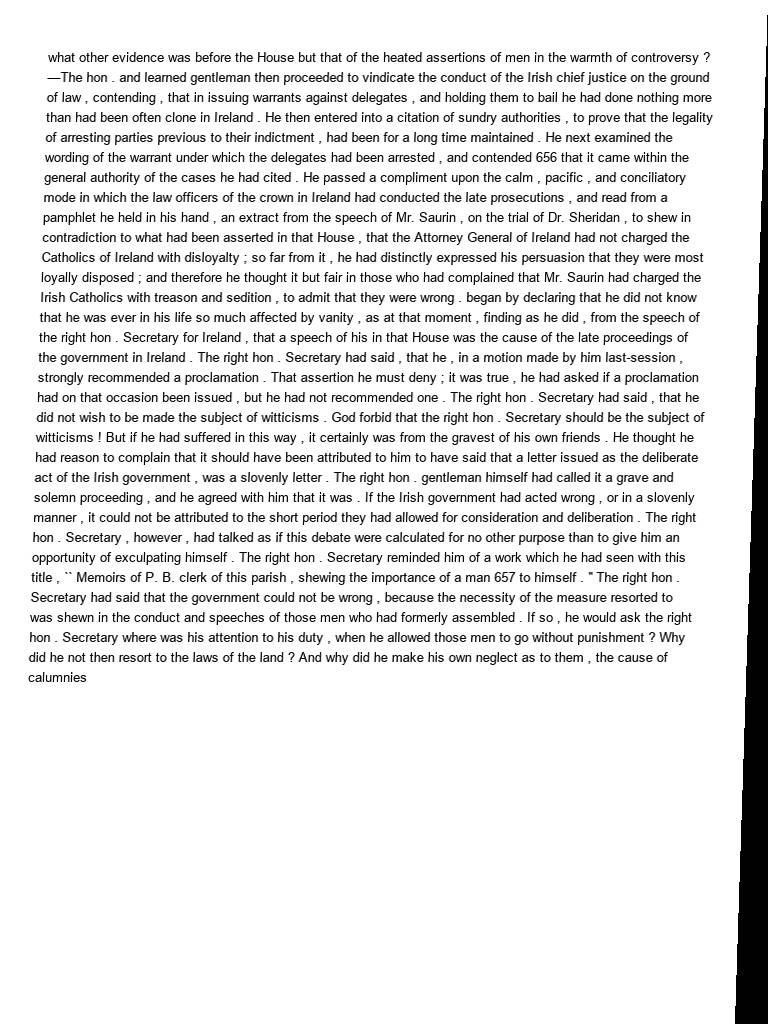 what other evidence was before the House but that of the heated assertions of men in the warmth of controversy ?
—The hon . and learned gentleman then proceeded to vindicate the conduct of the Irish chief justice on the ground
of law , contending , that in issuing warrants against delegates , and holding them to bail he had done nothing more
than had been often clone in Ireland . He then entered into a citation of sundry authorities , to prove that the legality
of arresting parties previous to their indictment , had been for a long time maintained . He next examined the
wording of the warrant under which the delegates had been arrested , and contended 656 that it came within the
general authority of the cases he had cited . He passed a compliment upon the calm , pacific , and conciliatory
mode in which the law officers of the crown in Ireland had conducted the late prosecutions , and read from a
pamphlet he held in his hand , an extract from the speech of Mr. Saurin , on the trial of Dr. Sheridan , to shew in
contradiction to what had been asserted in that House , that the Attorney General of Ireland had not charged the
Catholics of Ireland with disloyalty ; so far from it , he had distinctly expressed his persuasion that they were most
loyally disposed ; and therefore he thought it but fair in those who had complained that Mr. Saurin had charged the
Irish Catholics with treason and sedition , to admit that they were wrong . began by declaring that he did not know
that he was ever in his life so much affected by vanity , as at that moment , finding as he did , from the speech of
the right hon . Secretary for Ireland , that a speech of his in that House was the cause of the late proceedings of
the government in Ireland . The right hon . Secretary had said , that he , in a motion made by him last-session ,
strongly recommended a proclamation . That assertion he must deny ; it was true , he had asked if a proclamation
had on that occasion been issued , but he had not recommended one . The right hon . Secretary had said , that he
did not wish to be made the subject of witticisms . God forbid that the right hon . Secretary should be the subject of
witticisms ! But if he had suffered in this way , it certainly was from the gravest of his own friends . He thought he
had reason to complain that it should have been attributed to him to have said that a letter issued as the deliberate
act of the Irish government , was a slovenly letter . The right hon . gentleman himself had called it a grave and
solemn proceeding , and he agreed with him that it was . If the Irish government had acted wrong , or in a slovenly
manner , it could not be attributed to the short period they had allowed for consideration and deliberation . The right
hon . Secretary , however , had talked as if this debate were calculated for no other purpose than to give him an
opportunity of exculpating himself . The right hon . Secretary reminded him of a work which he had seen with this
title , `` Memoirs of P. B. clerk of this parish , shewing the importance of a man 657 to himself . '' The right hon .
Secretary had said that the government could not be wrong , because the necessity of the measure resorted to
was shewn in the conduct and speeches of those men who had formerly assembled . If so , he would ask the right
hon . Secretary where was his attention to his duty , when he allowed those men to go without punishment ? Why
did he not then resort to the laws of the land ? And why did he make his own neglect as to them , the cause of
calumnies